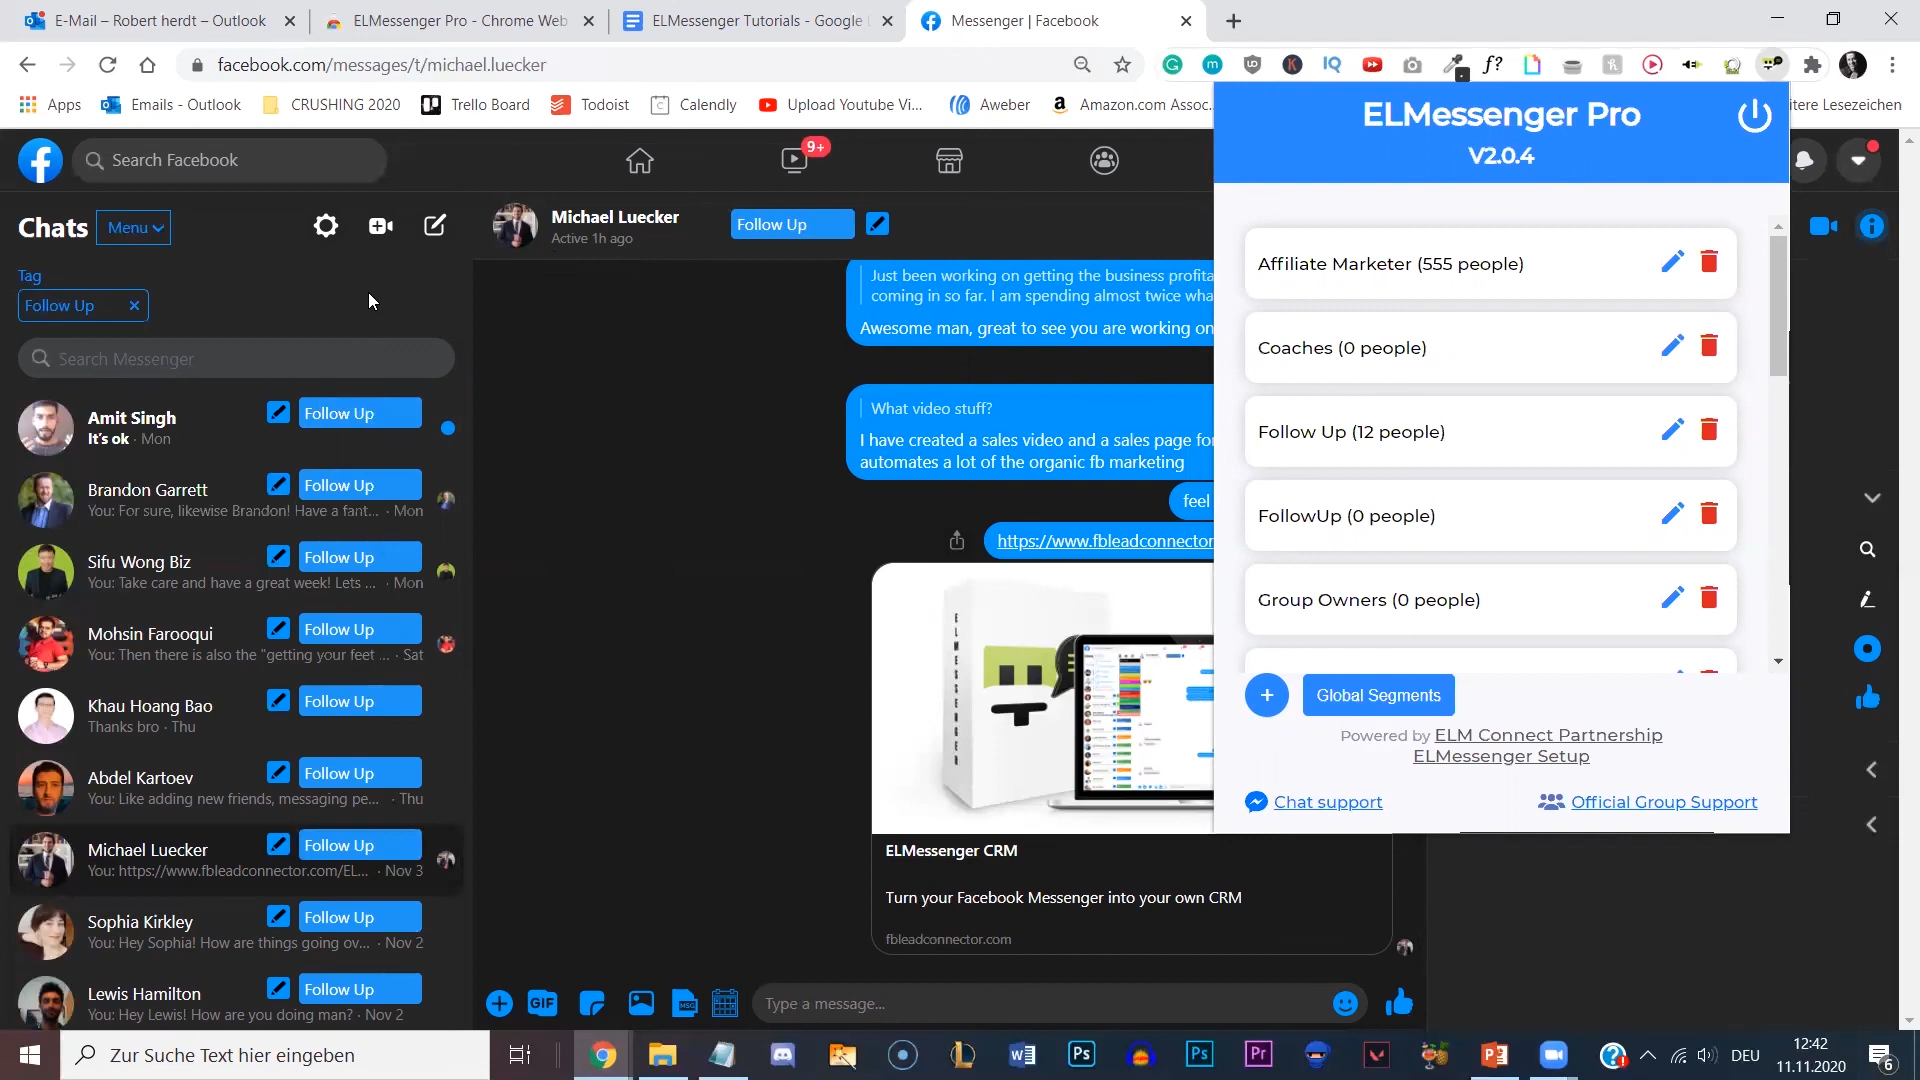 E-Mail – Robert herdt – Outlook
ELMessenger Pro - Chrome Web
ELMessenger Tutorials - Google
Messenger | Facebook
facebook.com/messages/t/michael.luecker
Apps
Emails - Outlook
CRUSHING 2020
Trello Board
Todoist
Calendly
Upload Youtube Vi...
Aweber
Amazon.com Assoc...
itere Lesezeichen
Search Facebook
9+
Chats
Menu
Tag
Follow Up
Search Messenger
Amit Singh
Follow Up
It's ok · Mon
Brandon Garrett
Follow Up
You: For sure, likewise Brandon! Have a fant... · Mon
Sifu Wong Biz
Follow Up
You: Take care and have a great week! Lets ... · Mon
Mohsin Farooqui
Follow Up
You: Then there is also the "getting your feet ... · Sat
Khau Hoang Bao
Follow Up
Thanks bro · Thu
Abdel Kartoev
Follow Up
You: Like adding new friends, messaging pe... · Thu
Michael Luecker
Follow Up
You: https://www.fbleadconnector.com/EL... · Nov 3
Sophia Kirkley
Follow Up
You: Hey Sophia! How are things going ov... · Nov 2
Lewis Hamilton
Follow Up
You: Hey Lewis! How are you doing man? · Nov 2
Michael Luecker
Active 1h ago
Follow Up
Just been working on getting the business profita
coming in so far. I am spending almost twice wha
Awesome man, great to see you are working on
What video stuff?
I have created a sales video and a sales page for
automates a lot of the organic fb marketing
feel
https://www.fbleadconnector
ELMESSENGER
ELMessenger CRM
Turn your Facebook Messenger into your own CRM
fbleadconnector.com
GIF
MSG
Type a message...
ELMessenger Pro
V2.0.4
Affiliate Marketer (555 people)
Coaches (0 people)
Follow Up (12 people)
FollowUp (0 people)
Group Owners (0 people)
Global Segments
Powered by ELM Connect Partnership
ELMessenger Setup
Chat support
Official Group Support
Zur Suche Text hier eingeben
DEU
12:42
11.11.2020
6